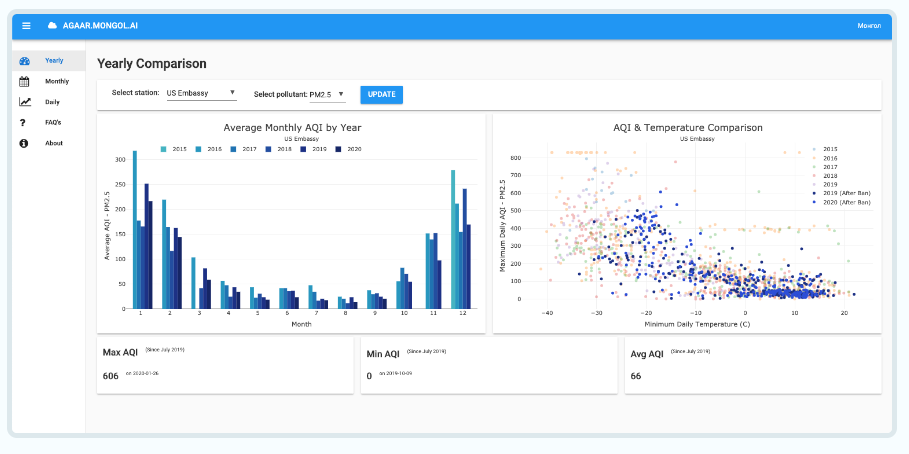 AGAAR.MONGOL.AI
Монгол
Yearly
Monthly
Daily
FAQ's
About
Yearly Comparison
Select station: US Embassy
Select pollutant: PM2.5
UPDATE
Average Monthly AQI by Year
US Embassy
2015 2016 2017 2018 2019 2020
Average AQI - PM2.5
300
250
200
150
100
50
0
1 2 3 4 5 6 7 8 9 10 11 12
Month
AQI & Temperature Comparison
US Embassy
2015
2016
2017
2018
2019
2019 (After Ban)
2020 (After Ban)
Maximum Daily AQI - PM2.5
800
700
600
500
400
300
200
100
0
−40 −30 −20 −10 0 10 20
Minimum Daily Temperature (C)
Max AQI (Since July 2019)
606 on 2020-01-26
Min AQI (Since July 2019)
0 on 2019-10-09
Avg AQI (Since July 2019)
66